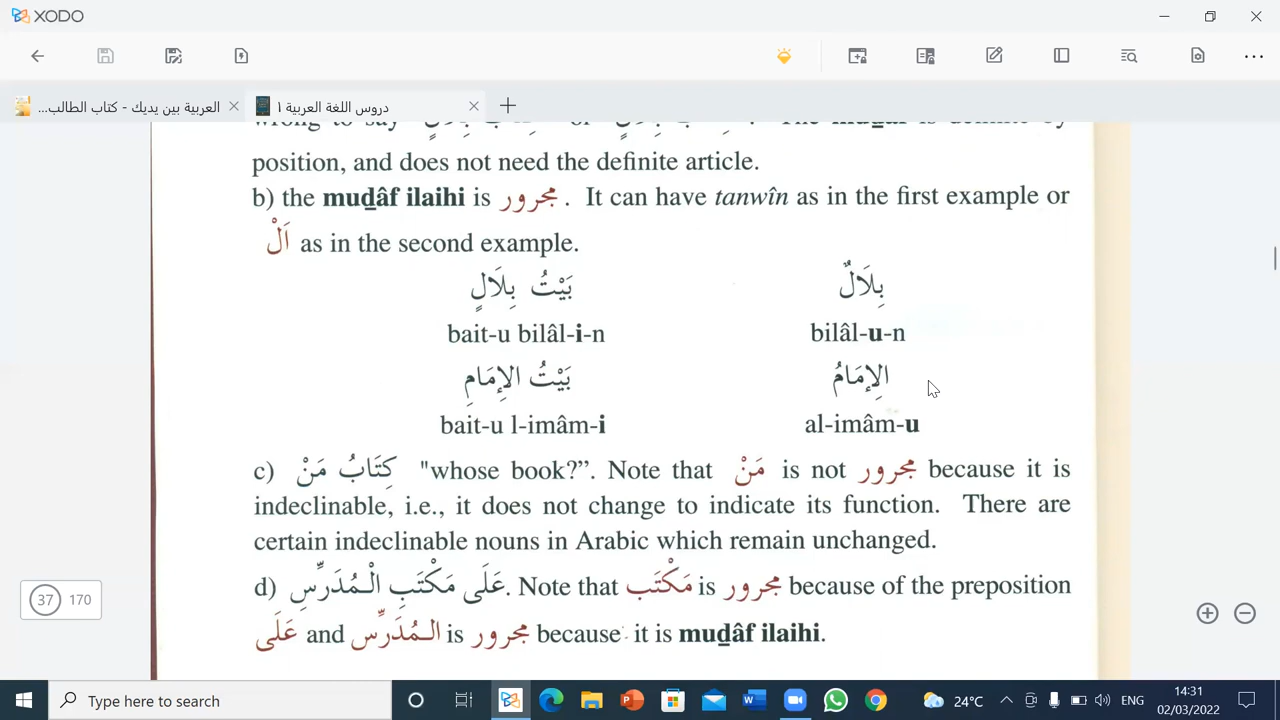 XODO
العربية بين يديك - كتاب الطالب...
دروس اللغة العربية ١
position, and does not need the definite article.
b) the muḏâf ilaihi is مجرور. It can have tanwîn as in the first example or
اَلْ as in the second example.
بَيْتُ بِلَالٍ بِلَالٌ
bait-u bilâl-i-n bilâl-u-n
بَيْتُ الإِمَامِ الإِمَامُ
bait-u l-imâm-i al-imâm-u
c) كِتَابُ مَنْ "whose book?”. Note that مَنْ is not مجرور because it is
indeclinable, i.e., it does not change to indicate its function. There are
certain indeclinable nouns in Arabic which remain unchanged.
d) عَلَى مَكْتَبِ الْمُدَرِّسِ. Note that مَكْتَب is مجرور because of the preposition
عَلَى and الـمُدَرِّس is مجرور because it is muḏâf ilaihi.
37 170
Type here to search
24°C
ENG
14:31
02/03/2022